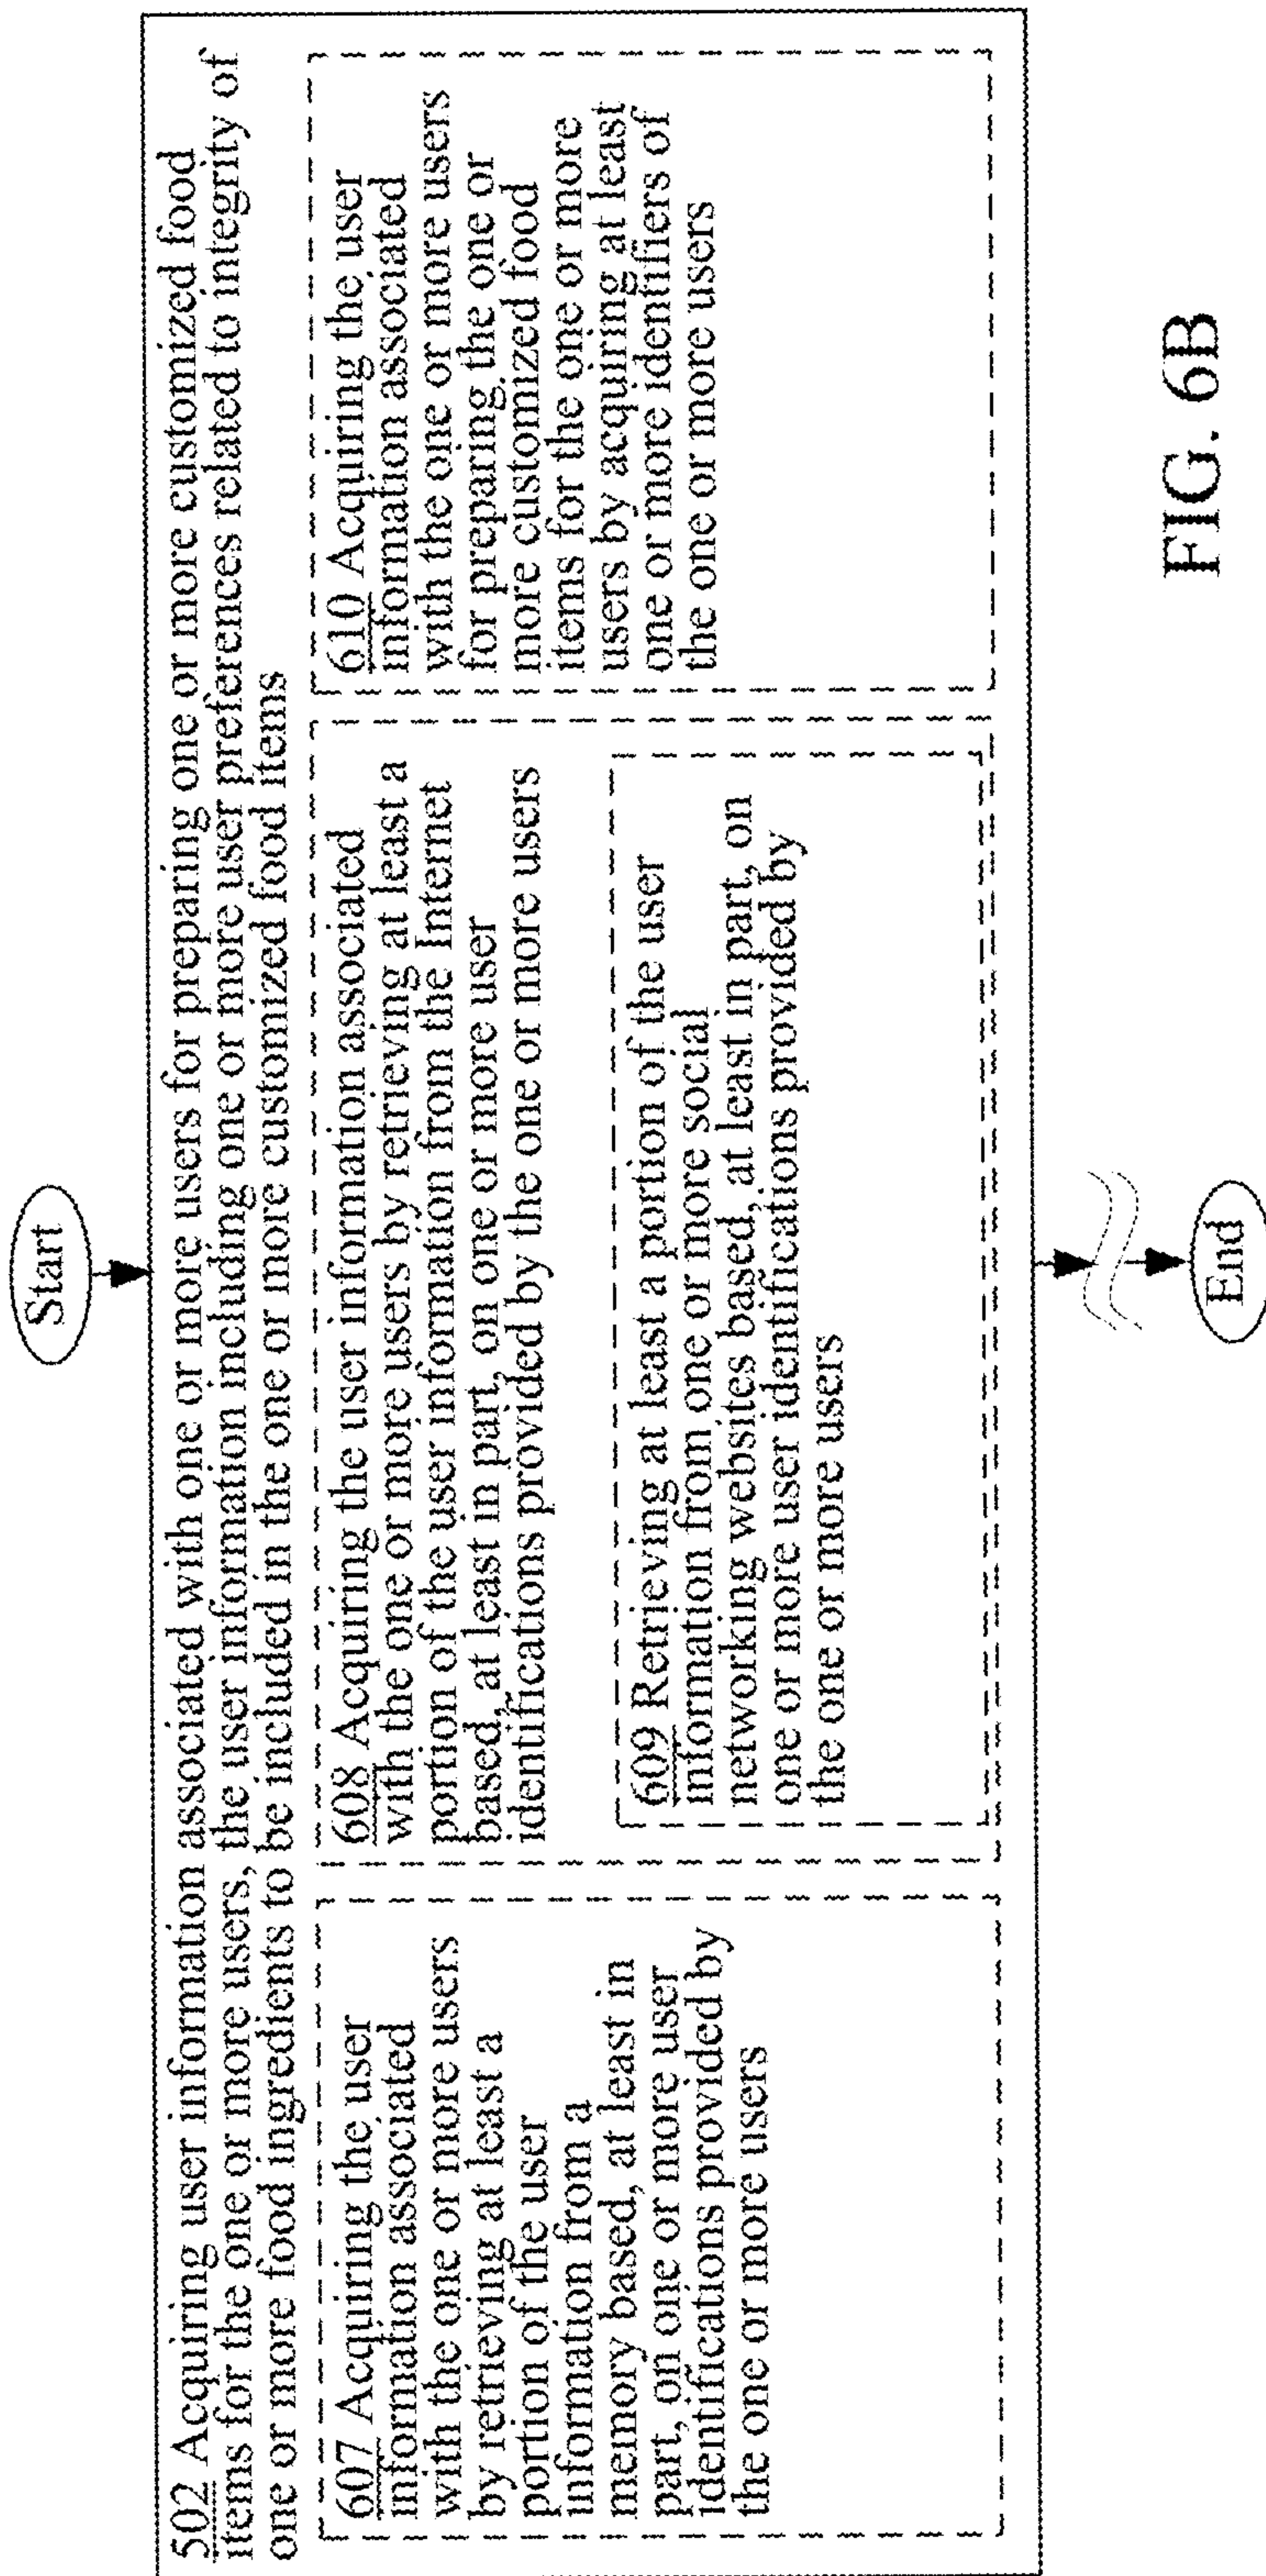 Start
502 Acquiring user information associated with one or more users for preparing one or more customized food
items for the one or more users, the user information including one or more user preferences related to integrity of
one or more food ingredients to be included in the one or more customized food items
607 Acquiring the user
information associated
with the one or more users
by retrieving at least a
portion of the user
information from a
memory based, at least in
part, on one or more user
identifications provided by
the one or more users
608 Acquiring the user information associated
with the one or more users by retrieving at least a
portion of the user information from the Internet
based, at least in part, on one or more user
identifications provided by the one or more users
609 Retrieving at least a portion of the user
information from one or more social
networking websites based, at least in part, on
one or more user identifications provided by
the one or more users
610 Acquiring the user
information associated
with the one or more users
for preparing the one or
more customized food
items for the one or more
users by acquiring at least
one or more identifiers of
the one or more users
End
FIG. 6B